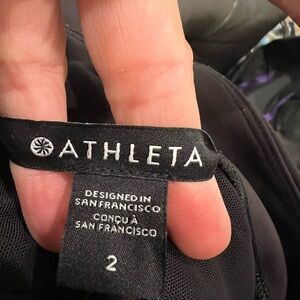 ATHLETA
DESIGNED IN
SAN FRANCISCO
CONÇU À
SAN FRANCISCO
2